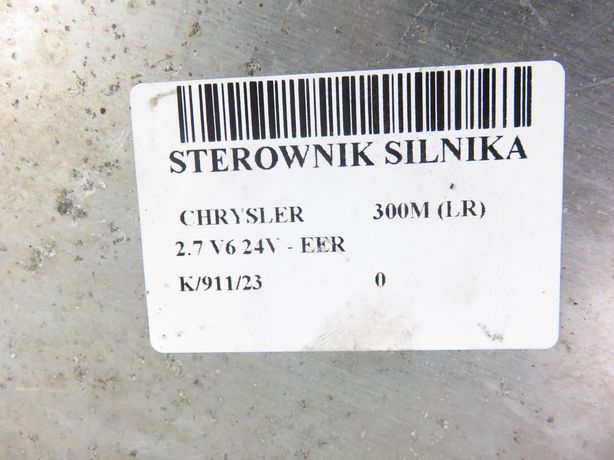 STEROWNIK SILNIKA
CHRYSLER 300M (LR)
2.7 V6 24V - EER
K/911/23 0